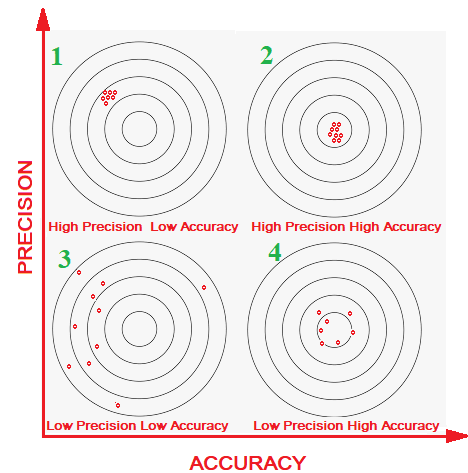 1
2
High Precision  Low Accuracy
High Precision High Accuracy
PRECISION
3
4
Low Precision Low Accuracy
Low Precision High Accuracy
ACCURACY